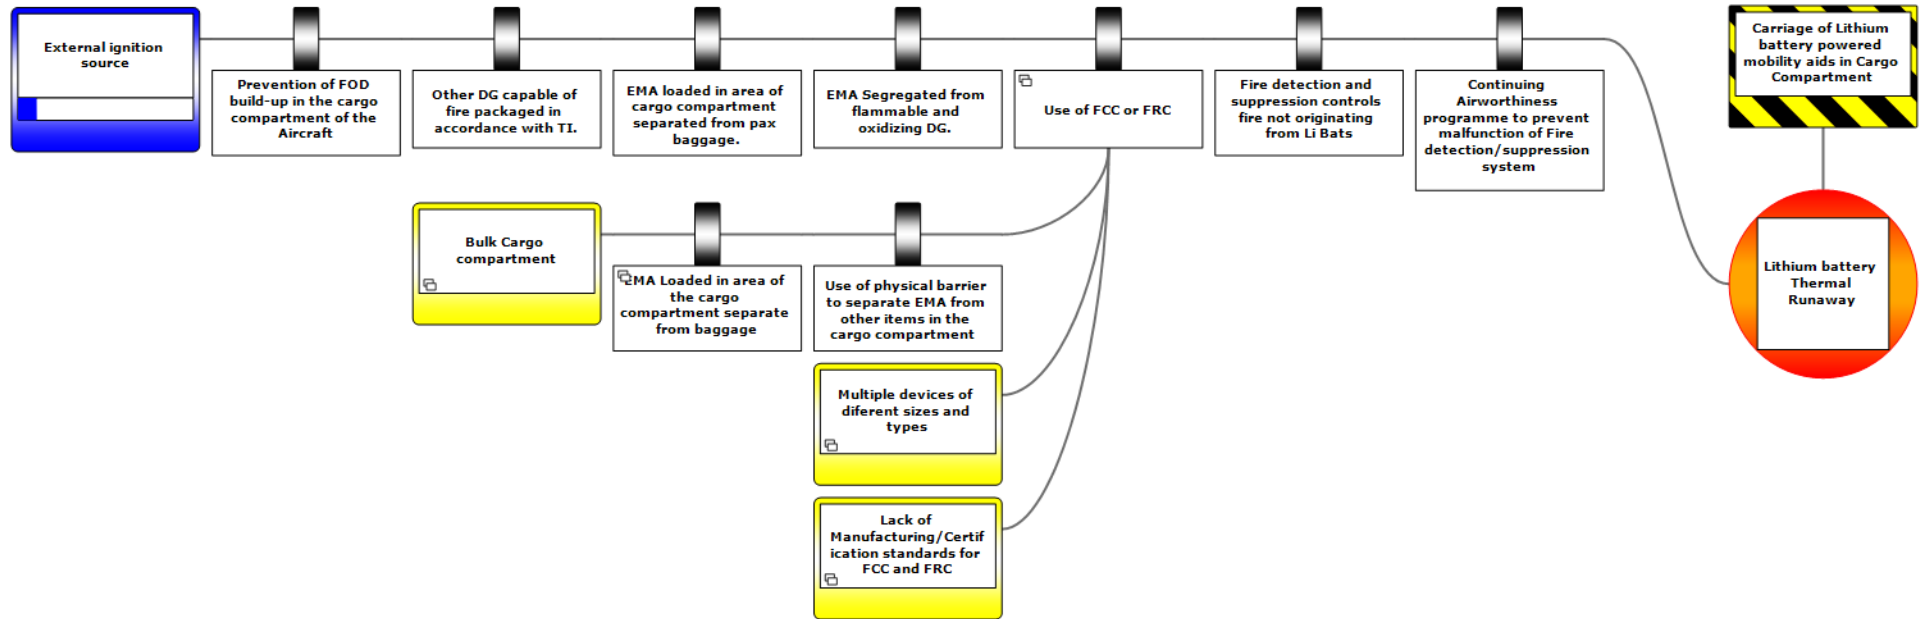 External ignition
source
Prevention of FOD
build-up in the cargo
compartment of the
Aircraft
Other DG capable of
fire packaged in
accordance with TI.
EMA loaded in area of
cargo compartment
separated from pax
baggage.
EMA Segregated from
flammable and
oxidizing DG.
Use of FCC or FRC
Fire detection and
suppression controls
fire not originating
from Li Bats
Continuing
Airworthiness
programme to prevent
malfunction of Fire
detection/suppression
system
Carriage of Lithium
battery powered
mobility aids in Cargo
Compartment
Bulk Cargo
compartment
EMA Loaded in area of
the cargo
compartment separate
from baggage
Use of physical barrier
to separate EMA from
other items in the
cargo compartment
Lithium battery
Thermal
Runaway
Multiple devices of
diferent sizes and
types
Lack of
Manufacturing/Certif
ication standards for
FCC and FRC